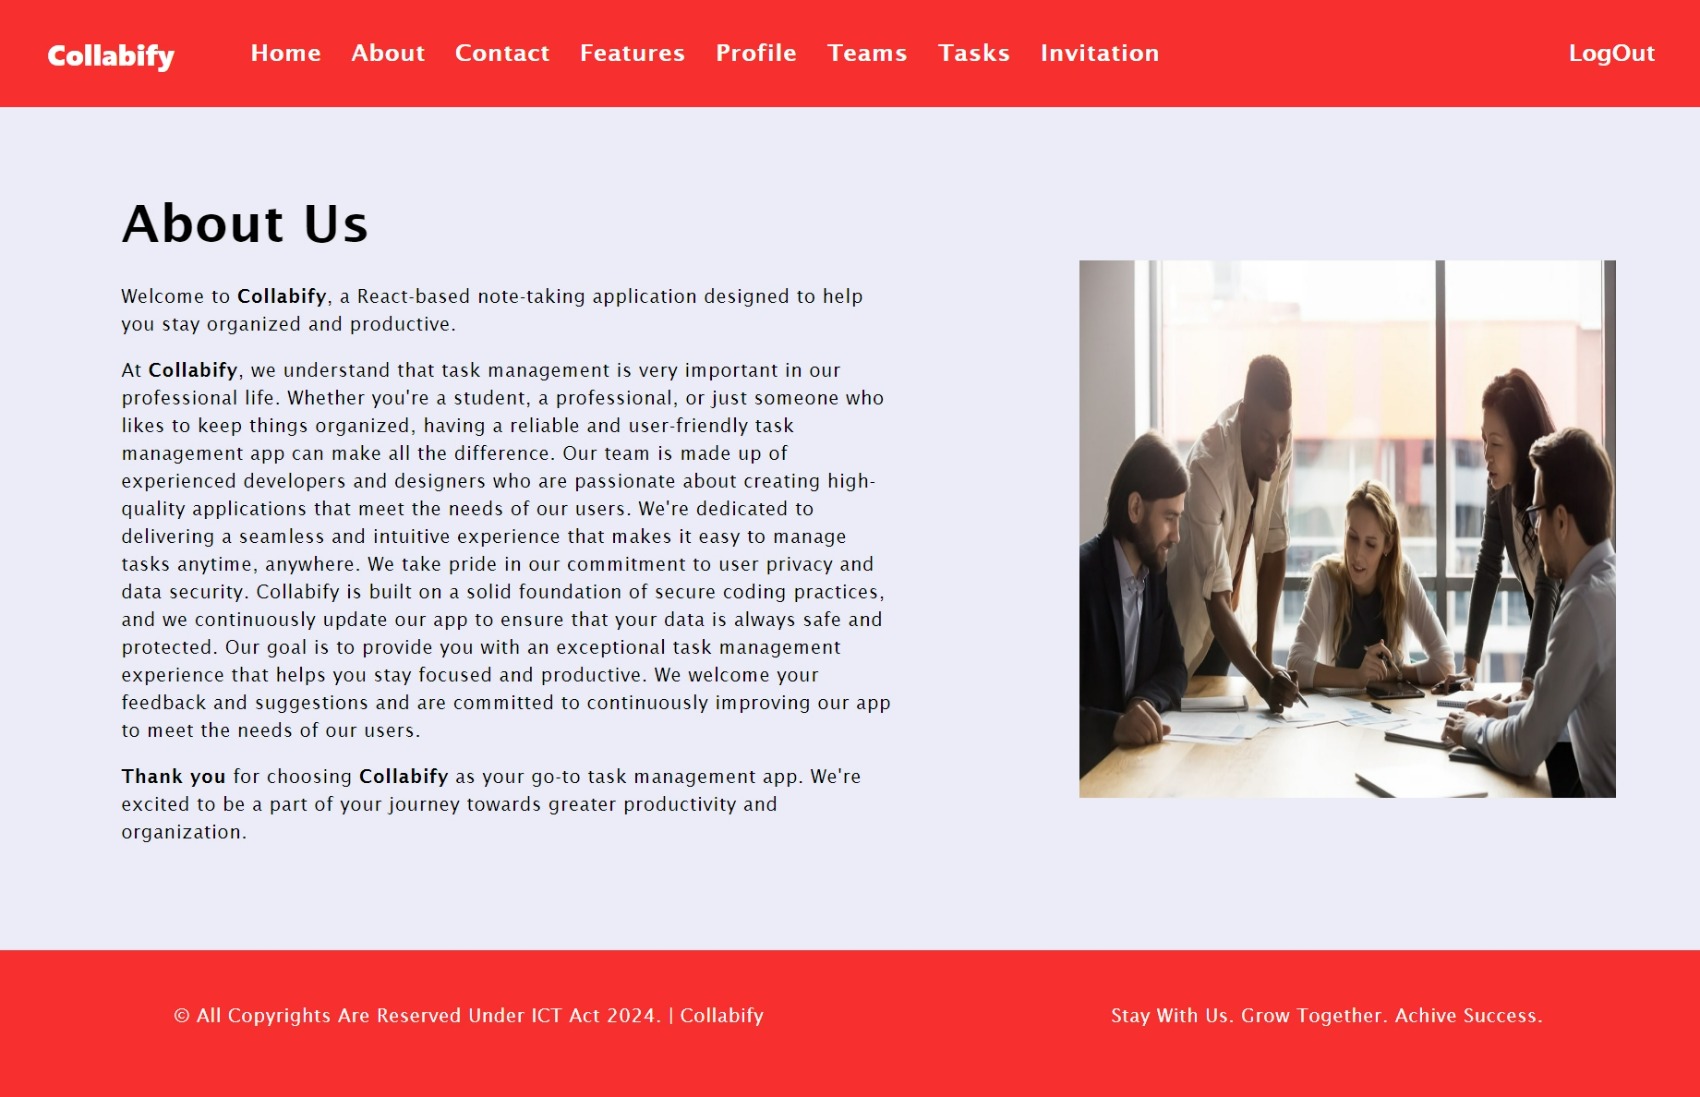 Collabify Home About Contact Features Profile Teams Tasks Invitation LogOut
About Us
Welcome to Collabify, a React-based note-taking application designed to help
you stay organized and productive.
At Collabify, we understand that task management is very important in our
professional life. Whether you're a student, a professional, or just someone who
likes to keep things organized, having a reliable and user-friendly task
management app can make all the difference. Our team is made up of
experienced developers and designers who are passionate about creating high-
quality applications that meet the needs of our users. We're dedicated to
delivering a seamless and intuitive experience that makes it easy to manage
tasks anytime, anywhere. We take pride in our commitment to user privacy and
data security. Collabify is built on a solid foundation of secure coding practices,
and we continuously update our app to ensure that your data is always safe and
protected. Our goal is to provide you with an exceptional task management
experience that helps you stay focused and productive. We welcome your
feedback and suggestions and are committed to continuously improving our app
to meet the needs of our users.
Thank you for choosing Collabify as your go-to task management app. We're
excited to be a part of your journey towards greater productivity and
organization.
© All Copyrights Are Reserved Under ICT Act 2024. | Collabify
Stay With Us. Grow Together. Achive Success.